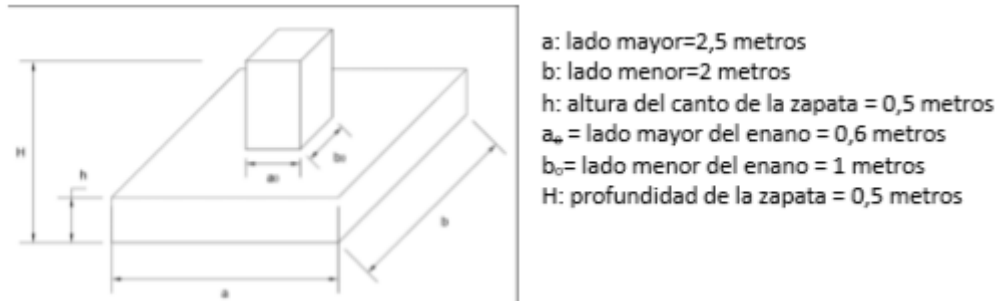 H
h
a₀
b₀
b
a
a: lado mayor=2,5 metros
b: lado menor=2 metros
h: altura del canto de la zapata = 0,5 metros
aₒ = lado mayor del enano = 0,6 metros
bₒ= lado menor del enano = 1 metros
H: profundidad de la zapata = 0,5 metros